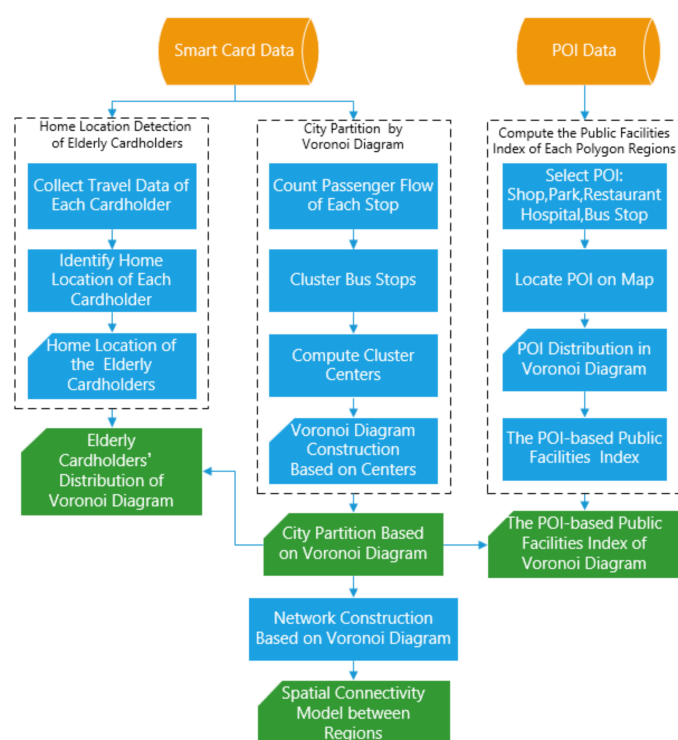 Smart Card Data
POI Data
Home Location Detection
of Elderly Cardholders
Collect Travel Data of
Each Cardholder
Identify Home
Location of Each
Cardholder
Home Location of
the Elderly
Cardholders
Elderly
Cardholders’
Distribution of
Voronoi Diagram
City Partition by
Voronoi Diagram
Count Passenger Flow
of Each Stop
Cluster Bus Stops
Compute Cluster
Centers
Voronoi Diagram
Construction
Based on Centers
City Partition Based
on Voronoi Diagram
Network Construction
Based on Voronoi Diagram
Spatial Connectivity
Model between
Regions
Compute the Public Facilities
Index of Each Polygon Regions
Select POI:
Shop,Park,Restaurant
Hospital,Bus Stop
Locate POI on Map
POI Distribution in
Voronoi Diagram
The POI-based Public
Facilities Index
The POI-based Public
Facilities Index of
Voronoi Diagram